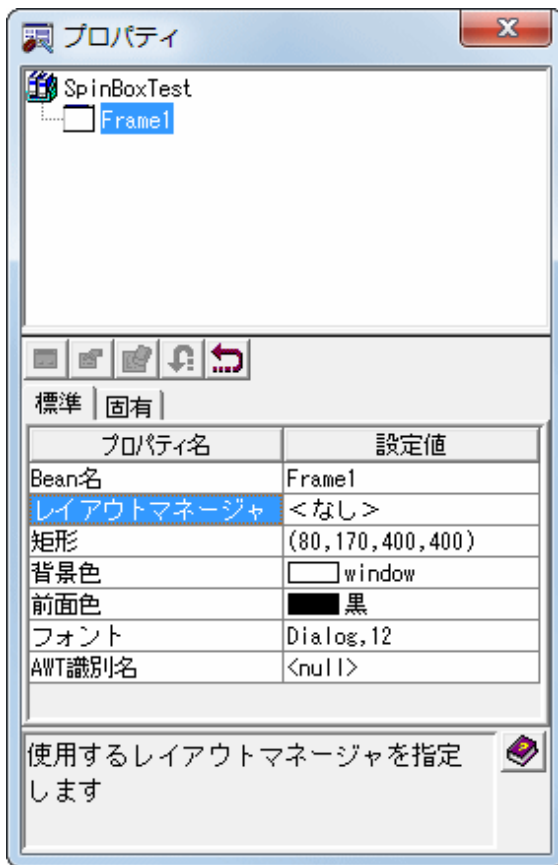 プロパティ
SpinBoxTest
Frame1
標準 固有
プロパティ名 設定値
Bean名 Frame1
レイアウトマネージャ <なし>
矩形 (80,170,400,400)
背景色 window
前面色 黒
フォント Dialog,12
AWT識別名 <null>
使用するレイアウトマネージャを指定
します